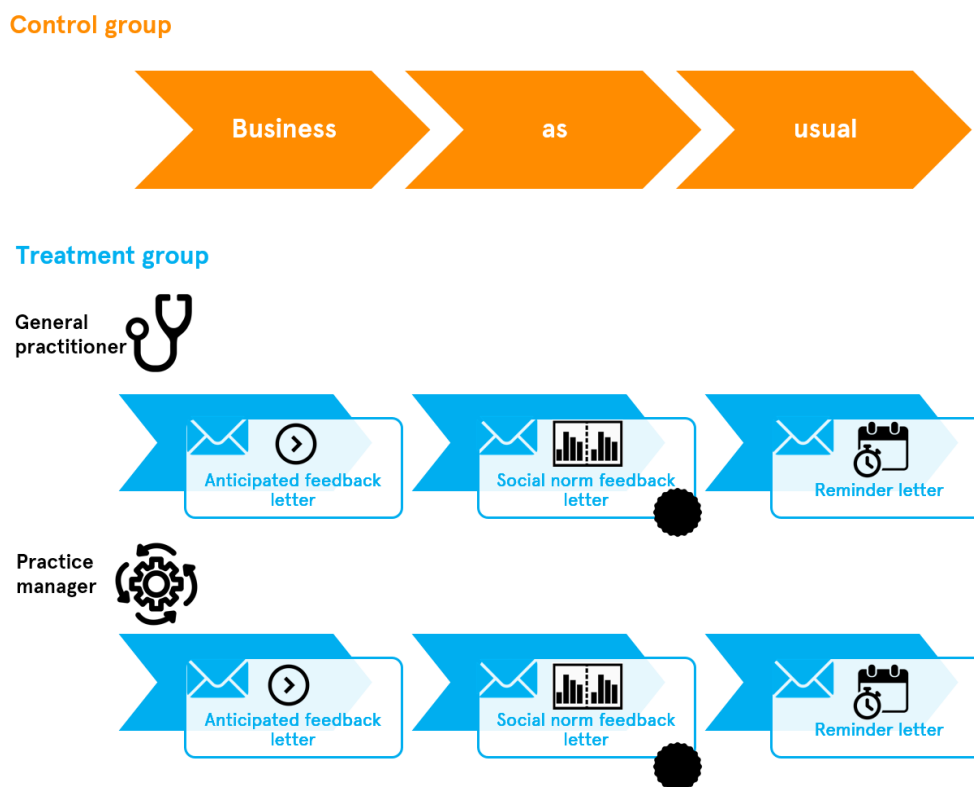 Control group
Business as usual
Treatment group
General
practitioner
Anticipated feedback
letter
Social norm feedback
letter
Reminder letter
Practice
manager
Anticipated feedback
letter
Social norm feedback
letter
Reminder letter